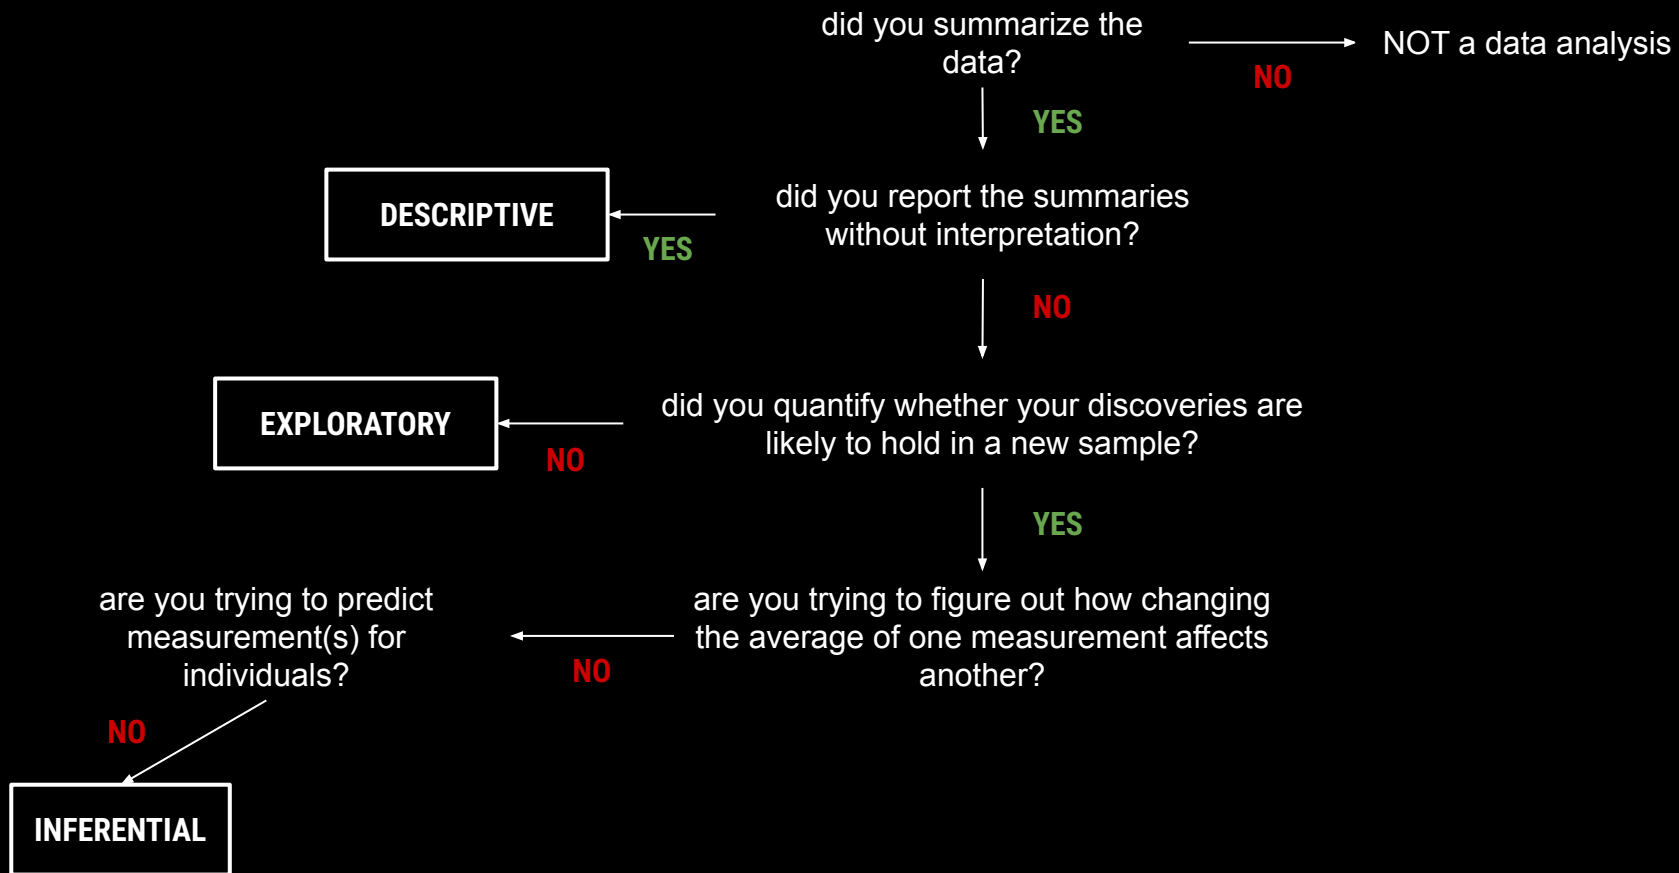 did you summarize the
data?
NO
NOT a data analysis
YES
did you report the summaries
without interpretation?
YES
DESCRIPTIVE
NO
did you quantify whether your discoveries are
likely to hold in a new sample?
NO
EXPLORATORY
YES
are you trying to figure out how changing
the average of one measurement affects
another?
NO
are you trying to predict
measurement(s) for
individuals?
NO
INFERENTIAL